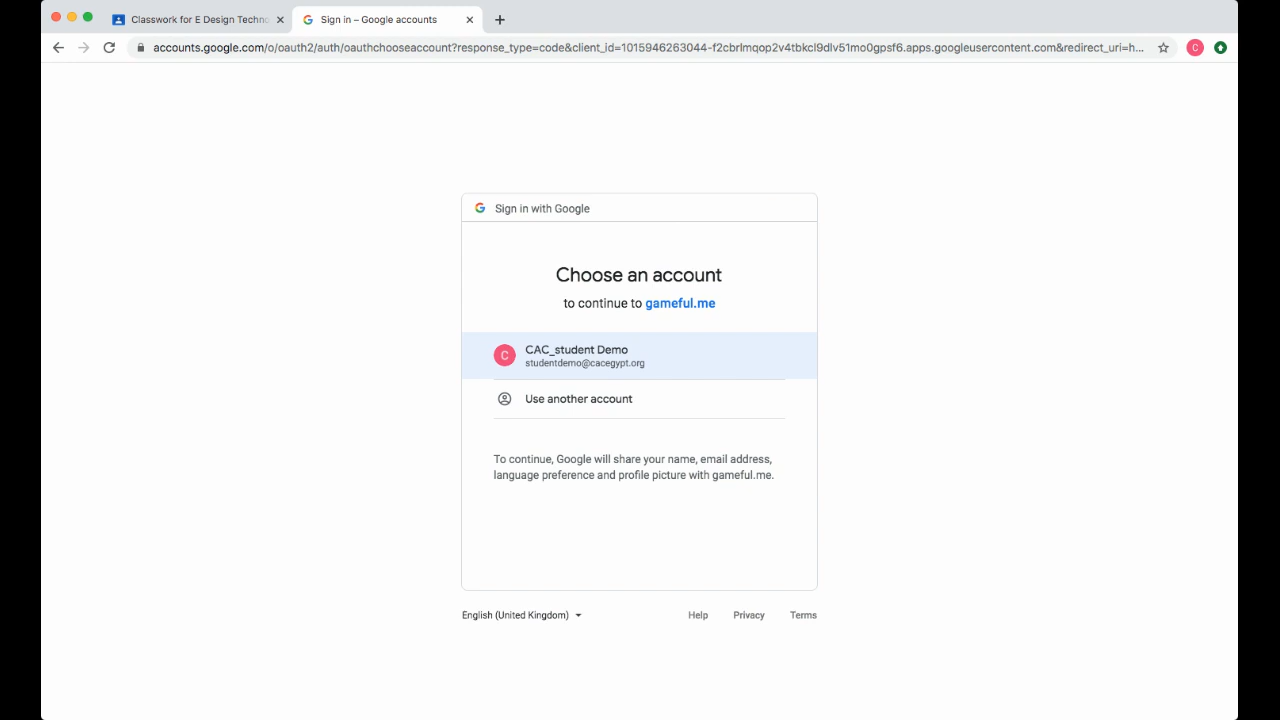 Classwork for E Design Techno
Sign in – Google accounts
accounts.google.com/o/oauth2/auth/oauthchooseaccount?response_type=code&client_id=1015946263044-f2cbrlmqop2v4tbkcl9dlv51mo0gpsf6.apps.googleusercontent.com&redirect_uri=h...
C
Sign in with Google
Choose an account
to continue to gameful.me
C
CAC_student Demo
studentdemo@cacegypt.org
Use another account
To continue, Google will share your name, email address,
language preference and profile picture with gameful.me.
English (United Kingdom)
Help Privacy Terms